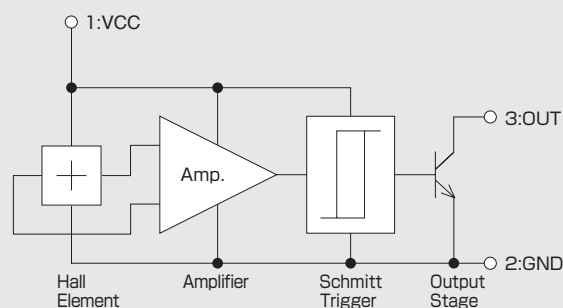 1:VCC
3:OUT
Amp.
2:GND
Hall
Element
Amplifier
Schmitt
Trigger
Output
Stage